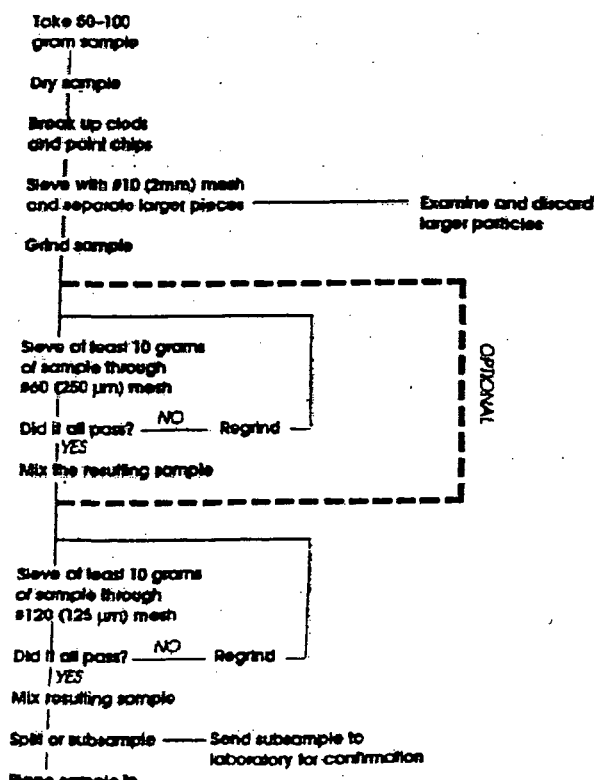 Take 50-100
gram sample
Dry sample
Break up clods
and paint chips
Sieve with #10 (2mm) mesh
and separate larger pieces
Examine and discard
larger particles
Grind sample
OPTIONAL
Sieve at least 10 grams
of sample through
#60 (250 µm) mesh
Did it all pass? NO Regrind
YES
Mix the resulting sample
Sieve at least 10 grams
of sample through
#120 (125 µm) mesh
Did it all pass? NO Regrind
YES
Mix resulting sample
Split or subsample
Send subsample to
laboratory for confirmation
sample to